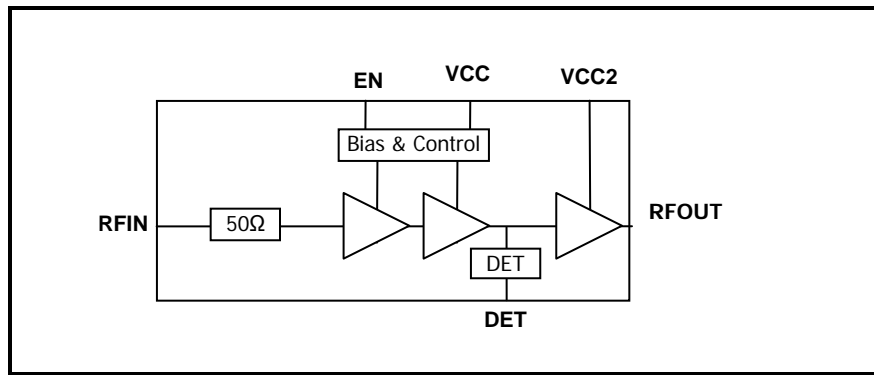 EN
VCC
VCC2
Bias & Control
RFIN
50Ω
RFOUT
DET
DET